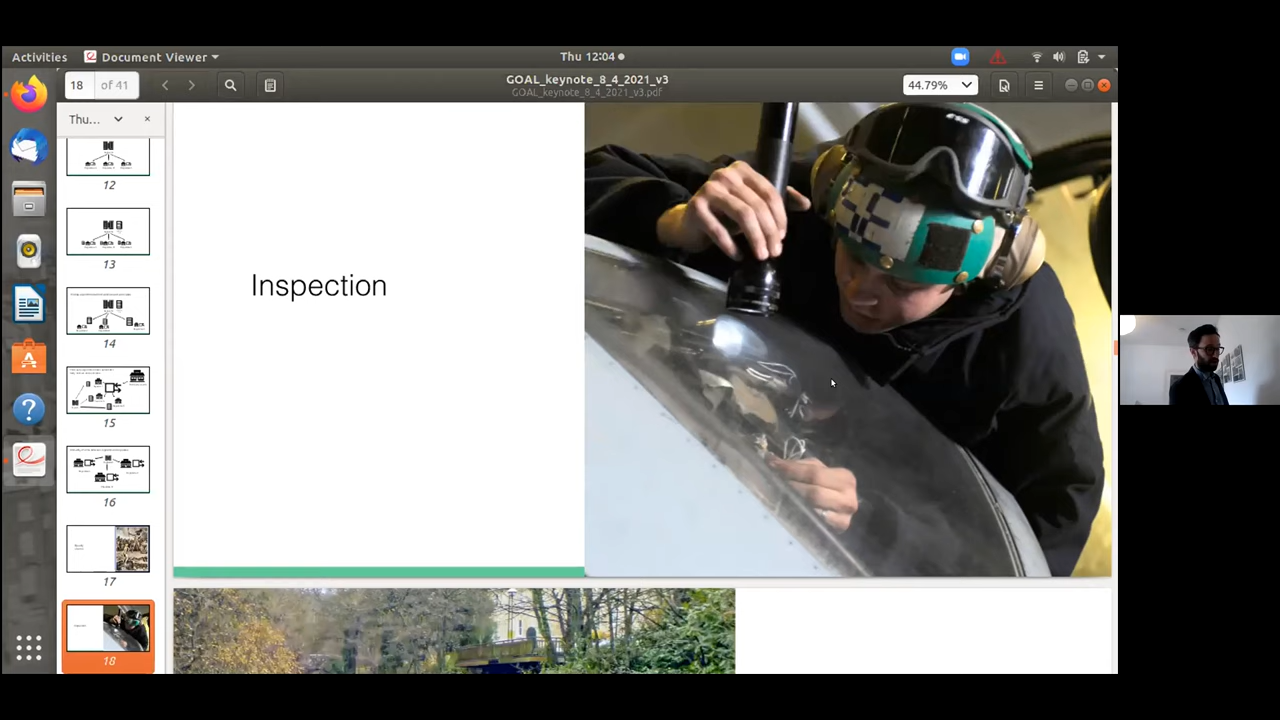 Activities
Document Viewer
Thu 12:04
18
of 41
GOAL_keynote_8_4_2021_v3
GOAL_keynote_8_4_2021_v3.pdf
44.79%
Thu...
12
13
14
15
16
17
18
Inspection